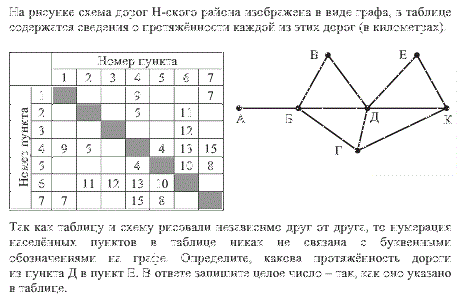 На рисунке схема дорог Н-ского района изображена в виде графа, в таблице
содержатся сведения о протяжённости каждой из этих дорог (в километрах).
Номер пункта
1 2 3 4 5 6 7
Номер пункта
1 9 7
2 5 11
3 12
4 9 5 4 13 15
5 4 10 8
6 11 12 13 10
7 7 15 8
В Е
А Б Д К
Г
Так как таблицу и схему рисовали независимо друг от друга, то нумерация
населённых пунктов в таблице никак не связана с буквенными
обозначениями на графе. Определите, какова протяжённость дороги
из пункта Д в пункт Е. В ответе запишите целое число – так, как оно указано
в таблице.